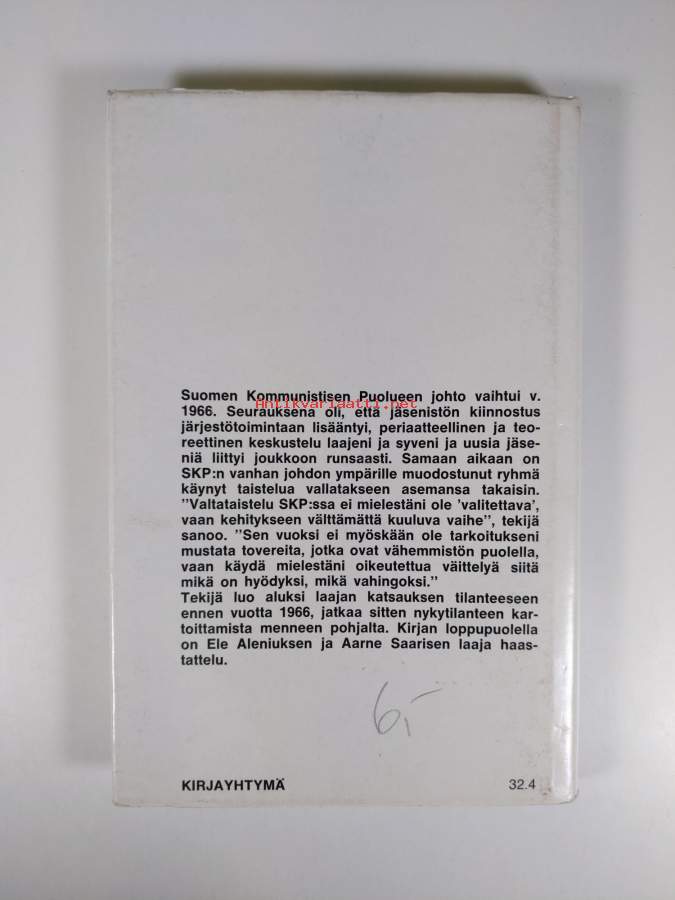 Suomen Kommunistisen Puolueen johto vaihtui v.
Antikvariaatti.net
1966. Seurauksena oli, että jäsenistön kiinnostus
järjestötoimintaan lisääntyi, periaatteellinen ja teo-
reettinen keskustelu laajeni ja syveni ja uusia jäse-
niä liittyi joukkoon runsaasti. Samaan aikaan on
SKP:n vanhan johdon ympärille muodostunut ryhmä
käynyt taistelua vallatakseen asemansa takaisin.
"Valtataistelu SKP:ssa ei mielestäni ole 'valitettava',
vaan kehitykseen välttämättä kuuluva vaihe", tekijä
sanoo. "Sen vuoksi ei myöskään ole tarkoitukseni
mustata tovereita, jotka ovat vähemmistön puolella,
vaan käydä mielestäni oikeutettua väittelyä siitä
mikä on hyödyksi, mikä vahingoksi."
Tekijä luo aluksi laajan katsauksen tilanteeseen
ennen vuotta 1966, jatkaa sitten nykytilanteen kar-
toittamista menneen pohjalta. Kirjan loppupuolella
on Ele Aleniuksen ja Aarne Saarisen laaja haas-
tattelu.
6,-
KIRJAYHTYMÄ 32.4